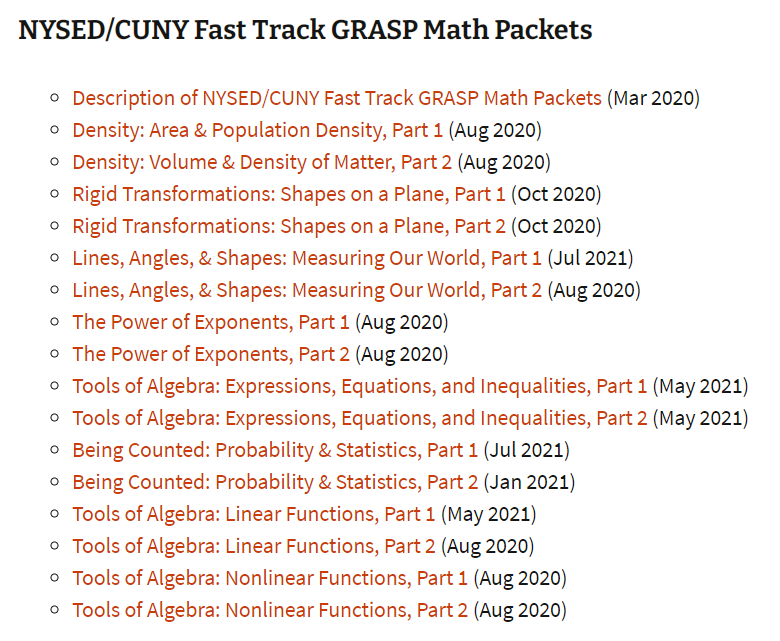 NYSED/CUNY Fast Track GRASP Math Packets
Description of NYSED/CUNY Fast Track GRASP Math Packets (Mar 2020)
Density: Area & Population Density, Part 1 (Aug 2020)
Density: Volume & Density of Matter, Part 2 (Aug 2020)
Rigid Transformations: Shapes on a Plane, Part 1 (Oct 2020)
Rigid Transformations: Shapes on a Plane, Part 2 (Oct 2020)
Lines, Angles, & Shapes: Measuring Our World, Part 1 (Jul 2021)
Lines, Angles, & Shapes: Measuring Our World, Part 2 (Aug 2020)
The Power of Exponents, Part 1 (Aug 2020)
The Power of Exponents, Part 2 (Aug 2020)
Tools of Algebra: Expressions, Equations, and Inequalities, Part 1 (May 2021)
Tools of Algebra: Expressions, Equations, and Inequalities, Part 2 (May 2021)
Being Counted: Probability & Statistics, Part 1 (Jul 2021)
Being Counted: Probability & Statistics, Part 2 (Jan 2021)
Tools of Algebra: Linear Functions, Part 1 (May 2021)
Tools of Algebra: Linear Functions, Part 2 (Aug 2020)
Tools of Algebra: Nonlinear Functions, Part 1 (Aug 2020)
Tools of Algebra: Nonlinear Functions, Part 2 (Aug 2020)